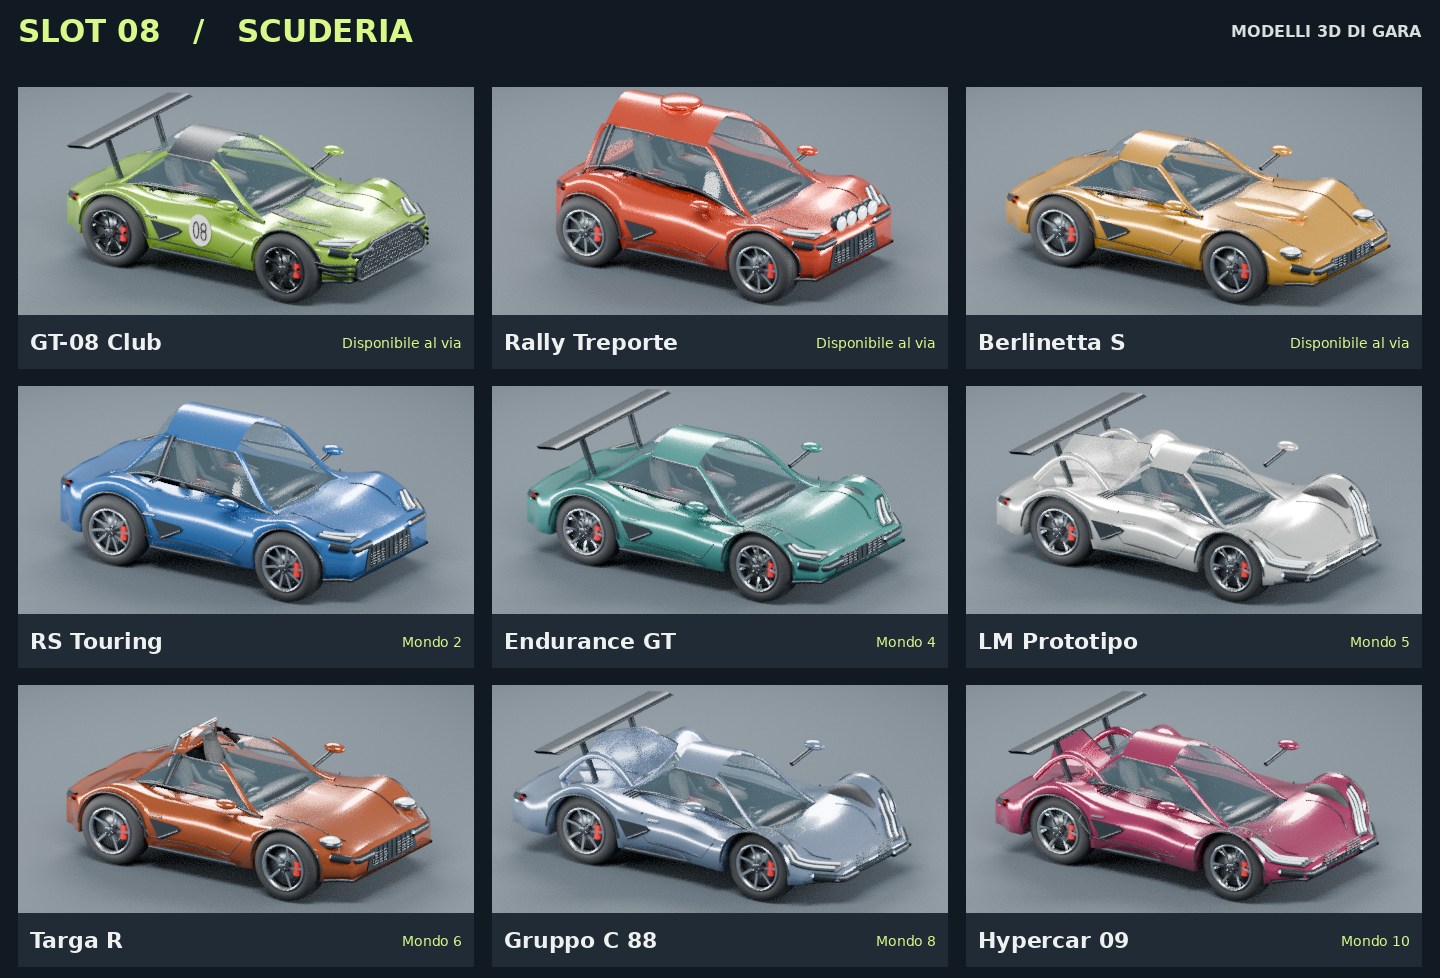 SLOT 08 / SCUDERIA
MODELLI 3D DI GARA
08
GT-08 Club
Disponibile al via
Rally Treporte
Disponibile al via
Berlinetta S
Disponibile al via
RS Touring
Mondo 2
Endurance GT
Mondo 4
LM Prototipo
Mondo 5
Targa R
Mondo 6
Gruppo C 88
Mondo 8
Hypercar 09
Mondo 10